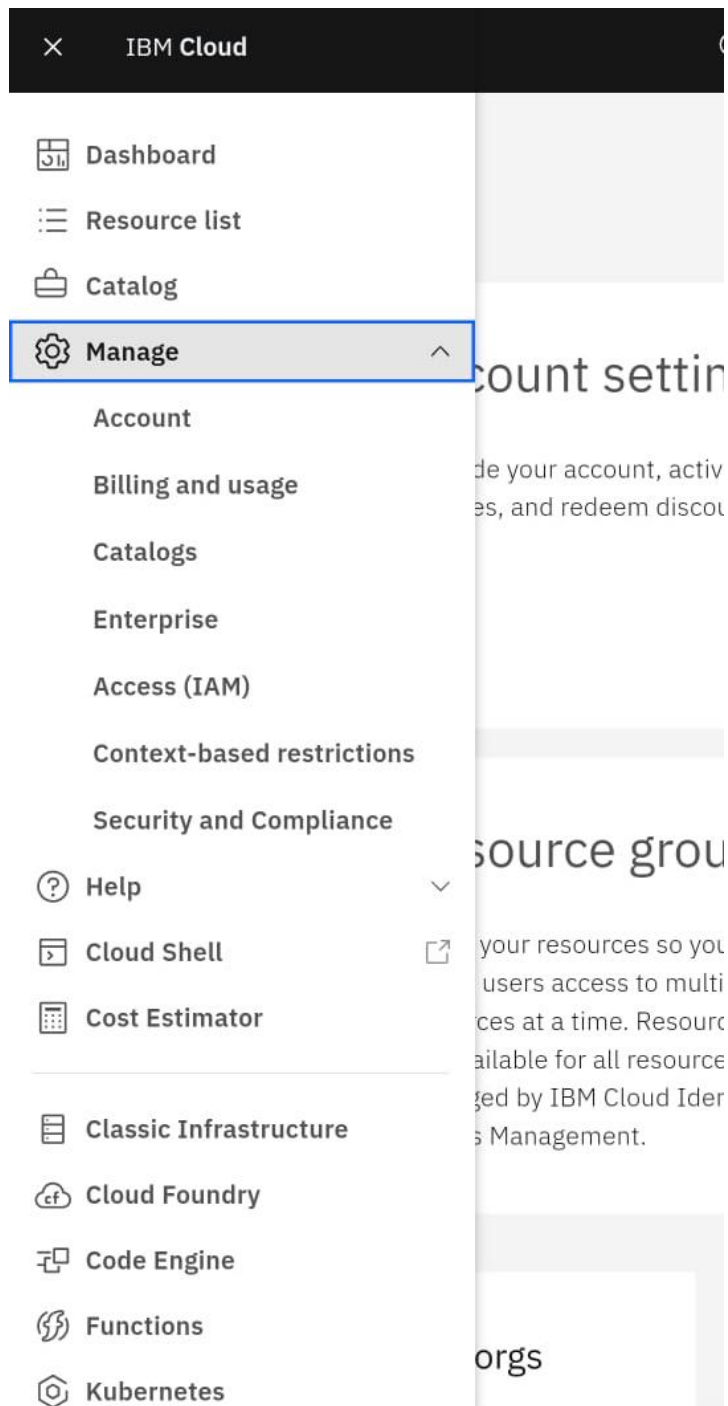 IBM Cloud
Dashboard
Resource list
Catalog
Manage
Account
Billing and usage
Catalogs
Enterprise
Access (IAM)
Context-based restrictions
Security and Compliance
Help
Cloud Shell
Cost Estimator
Classic Infrastructure
cf
Cloud Foundry
Code Engine
Functions
Kubernetes
count settin
de your account, activ
es, and redeem discou
source grou
your resources so you
users access to multi
ces at a time. Resourc
ailable for all resource
ged by IBM Cloud Iden
s Management.
orgs